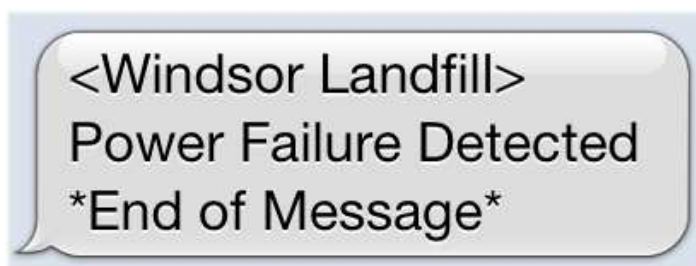 <Windsor Landfill>
Power Failure Detected
*End of Message*